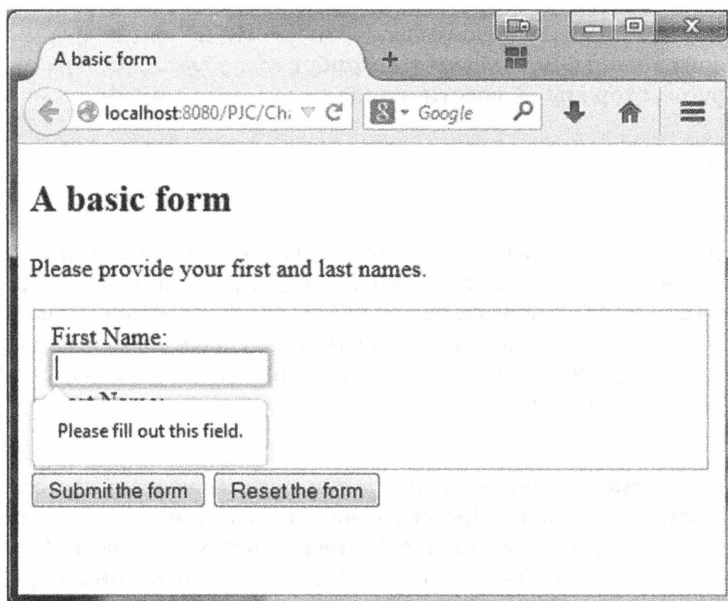 A basic form
localhost:8080/PJC/Ch
Google
A basic form
Please provide your first and last names.
First Name:
Name:
Please fill out this field.
Submit the form
Reset the form